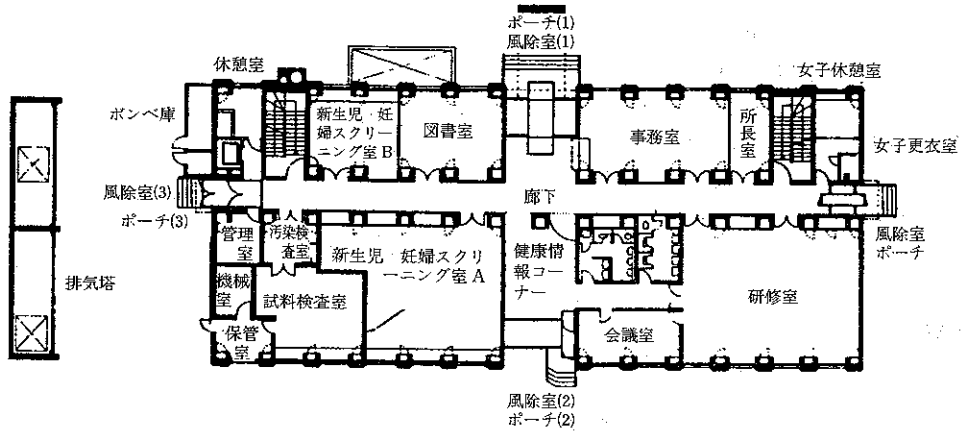 ポーチ(1)
風除室(1)
休憩室
女子休憩室
ボンベ庫
新生児・妊
婦スクリー
ニング室B
図書室
事務室
所長室
女子更衣室
風除室(3)
ポーチ(3)
廊下
風除室
ポーチ
管理
室
汚染検
査室
新生児・妊婦スクリ
ーニング室A
健康情
報コー
ナー
排気塔
機械
室
試料検査室
研修室
保管
室
会議室
風除室(2)
ポーチ(2)